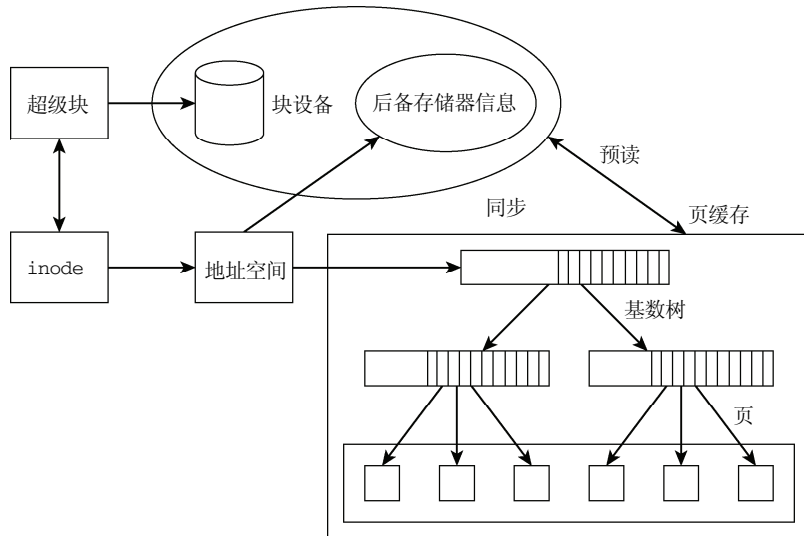 超级块
块设备
后备存储器信息
预读
同步
页缓存
inode
地址空间
基数树
页